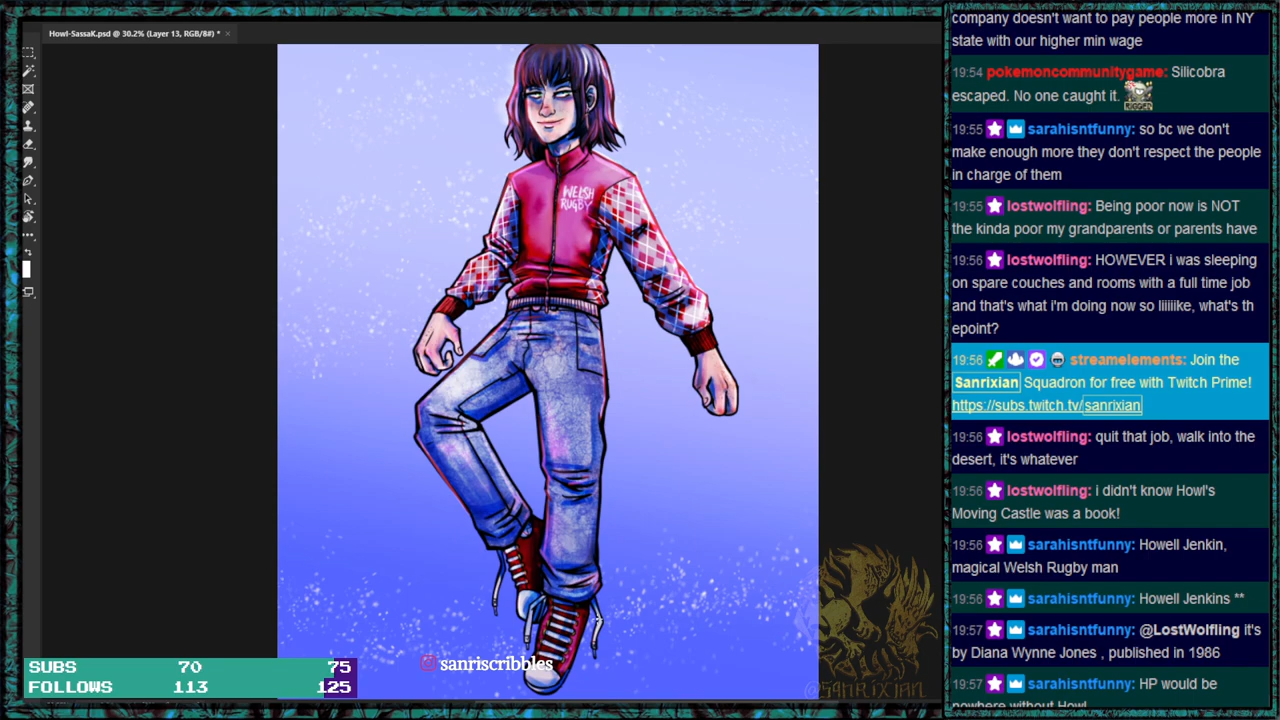 Howl-SassaK.psd @ 30.2% (Layer 13, RGB/8#) *
WELSH
RUGBY
@SANRIXIAN
SUBS 70 75
FOLLOWS 113 125
sanriscribbles
company doesn't want to pay people more in NY
state with our higher min wage
19:54 pokemoncommunitygame: Silicobra
escaped. No one caught it.
19:55 sarahisntfunny: so bc we don't
make enough more they don't respect the people
in charge of them
19:55 lostwolfling: Being poor now is NOT
the kinda poor my grandparents or parents have
19:56 lostwolfling: HOWEVER i was sleeping
on spare couches and rooms with a full time job
and that's what i'm doing now so liiiiike, what's th
epoint?
19:56 streamelements: Join the
Sanrixian Squadron for free with Twitch Prime!
https://subs.twitch.tv/sanrixian
19:56 lostwolfling: quit that job, walk into the
desert, it's whatever
19:56 lostwolfling: i didn't know Howl's
Moving Castle was a book!
19:56 sarahisntfunny: Howell Jenkin,
magical Welsh Rugby man
19:56 sarahisntfunny: Howell Jenkins **
19:57 sarahisntfunny: @LostWolfling it's
by Diana Wynne Jones , published in 1986
19:57 sarahisntfunny: HP would be
nowhere without Howl